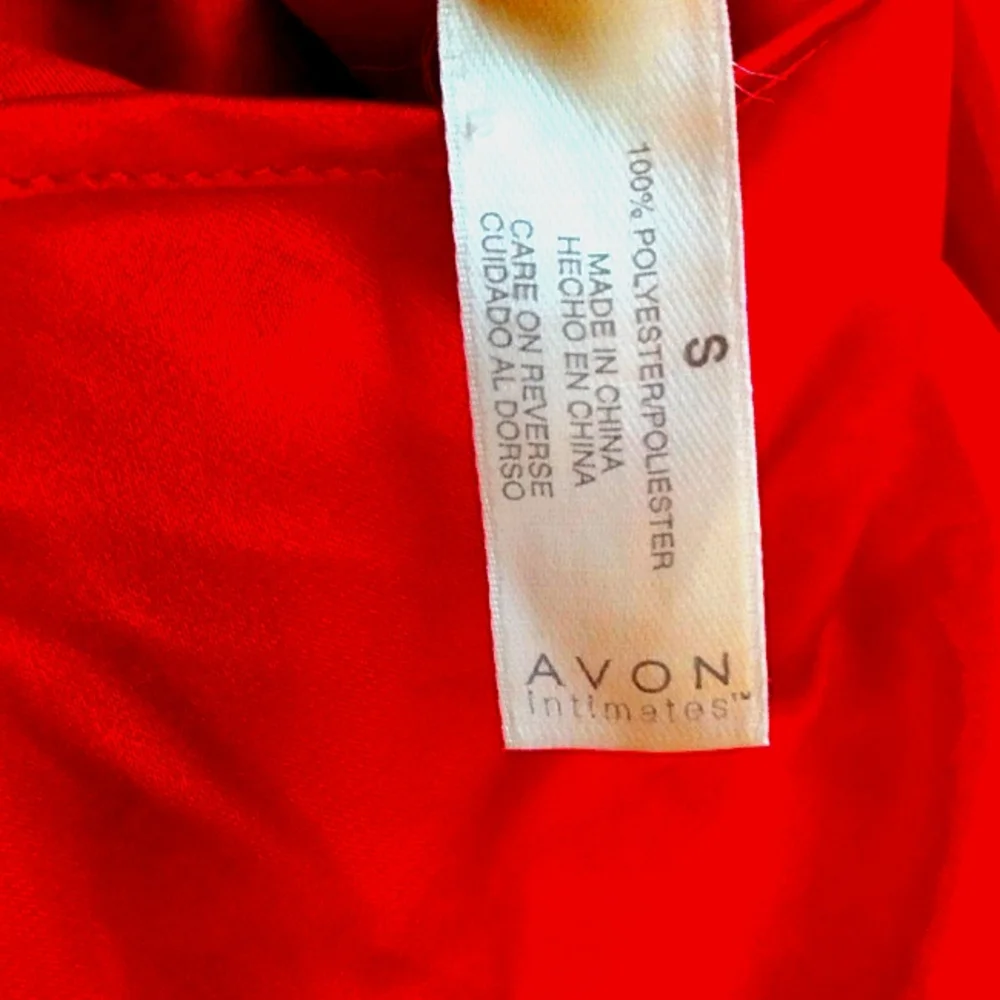 S
100% POLYESTER/POLIESTER
MADE IN CHINA
HECHO EN CHINA
CARE ON REVERSE
CUIDADO AL DORSO
AVON
intimates™